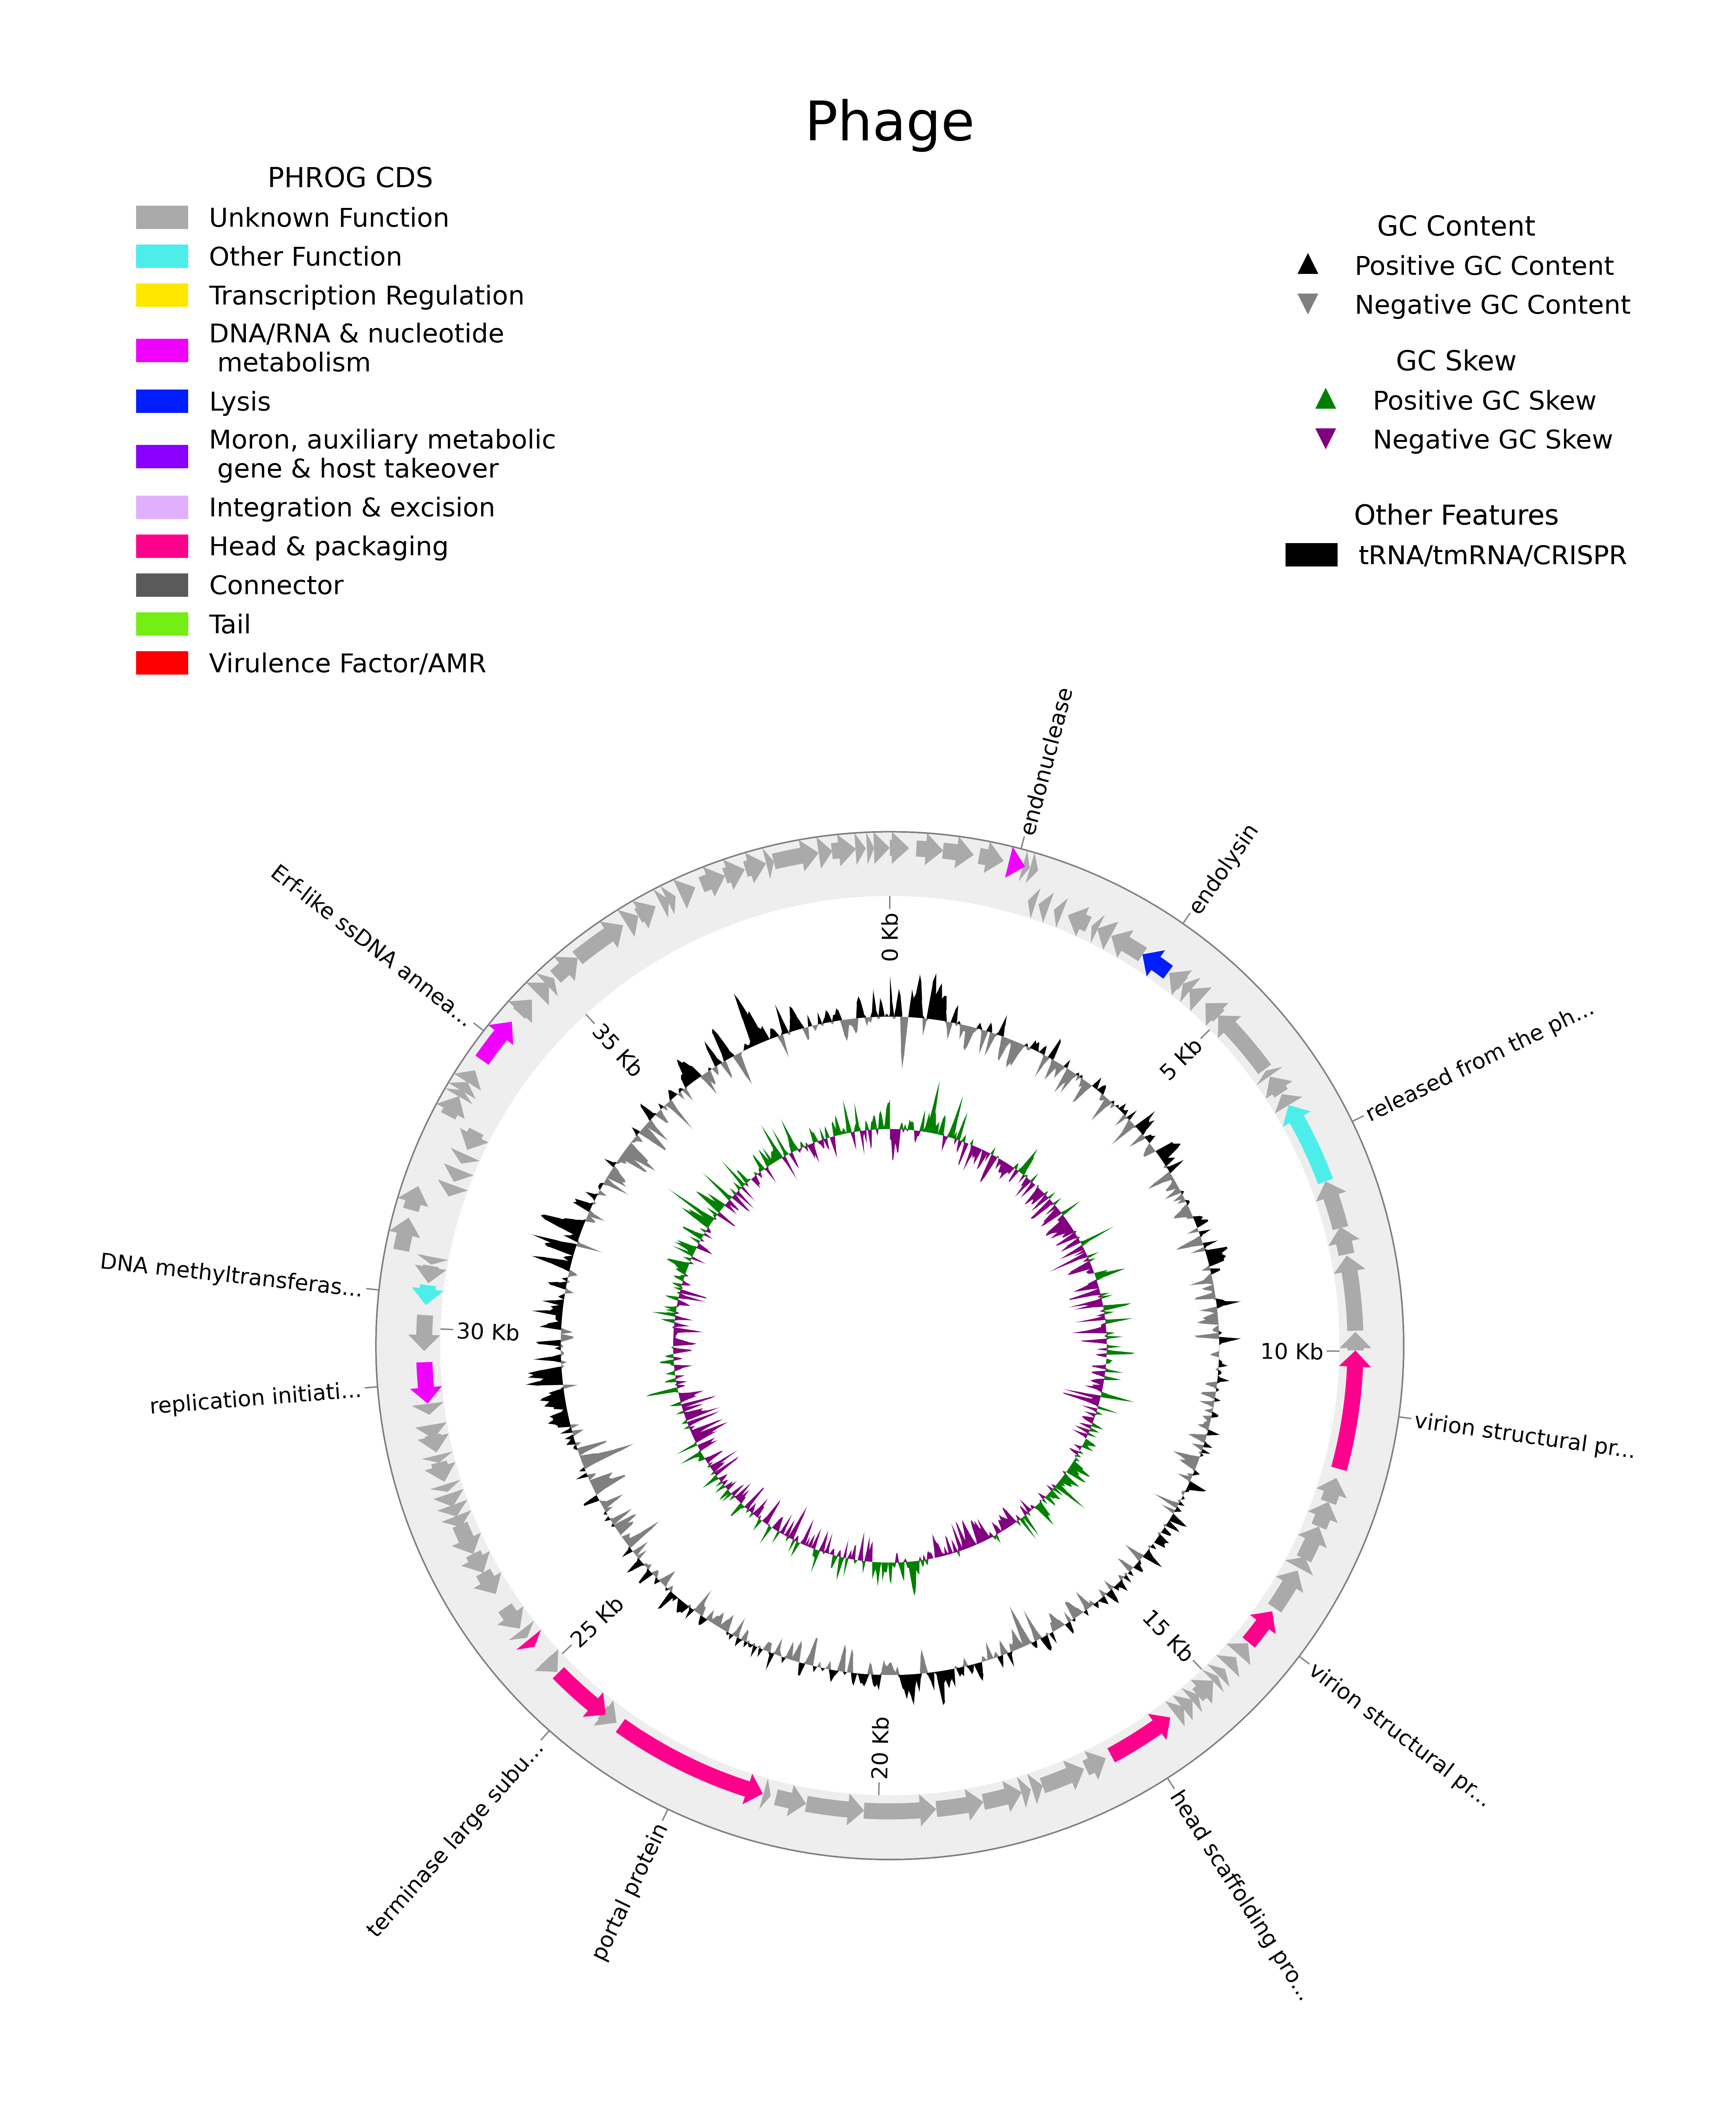 Phage
PHROG CDS
Unknown Function
Other Function
Transcription Regulation
DNA/RNA & nucleotide
metabolism
Lysis
Moron, auxiliary metabolic
gene & host takeover
Integration & excision
Head & packaging
Connector
Tail
Virulence Factor/AMR
GC Content
Positive GC Content
Negative GC Content
GC Skew
Positive GC Skew
Negative GC Skew
Other Features
tRNA/tmRNA/CRISPR
endonuclease
endolysin
released from the ph...
virion structural pr...
virion structural pr...
head scaffolding pro...
portal protein
terminase large subu...
replication initiati...
DNA methyltransferas...
Erf-like ssDNA annea...
0 Kb
5 Kb
10 Kb
15 Kb
20 Kb
25 Kb
30 Kb
35 Kb